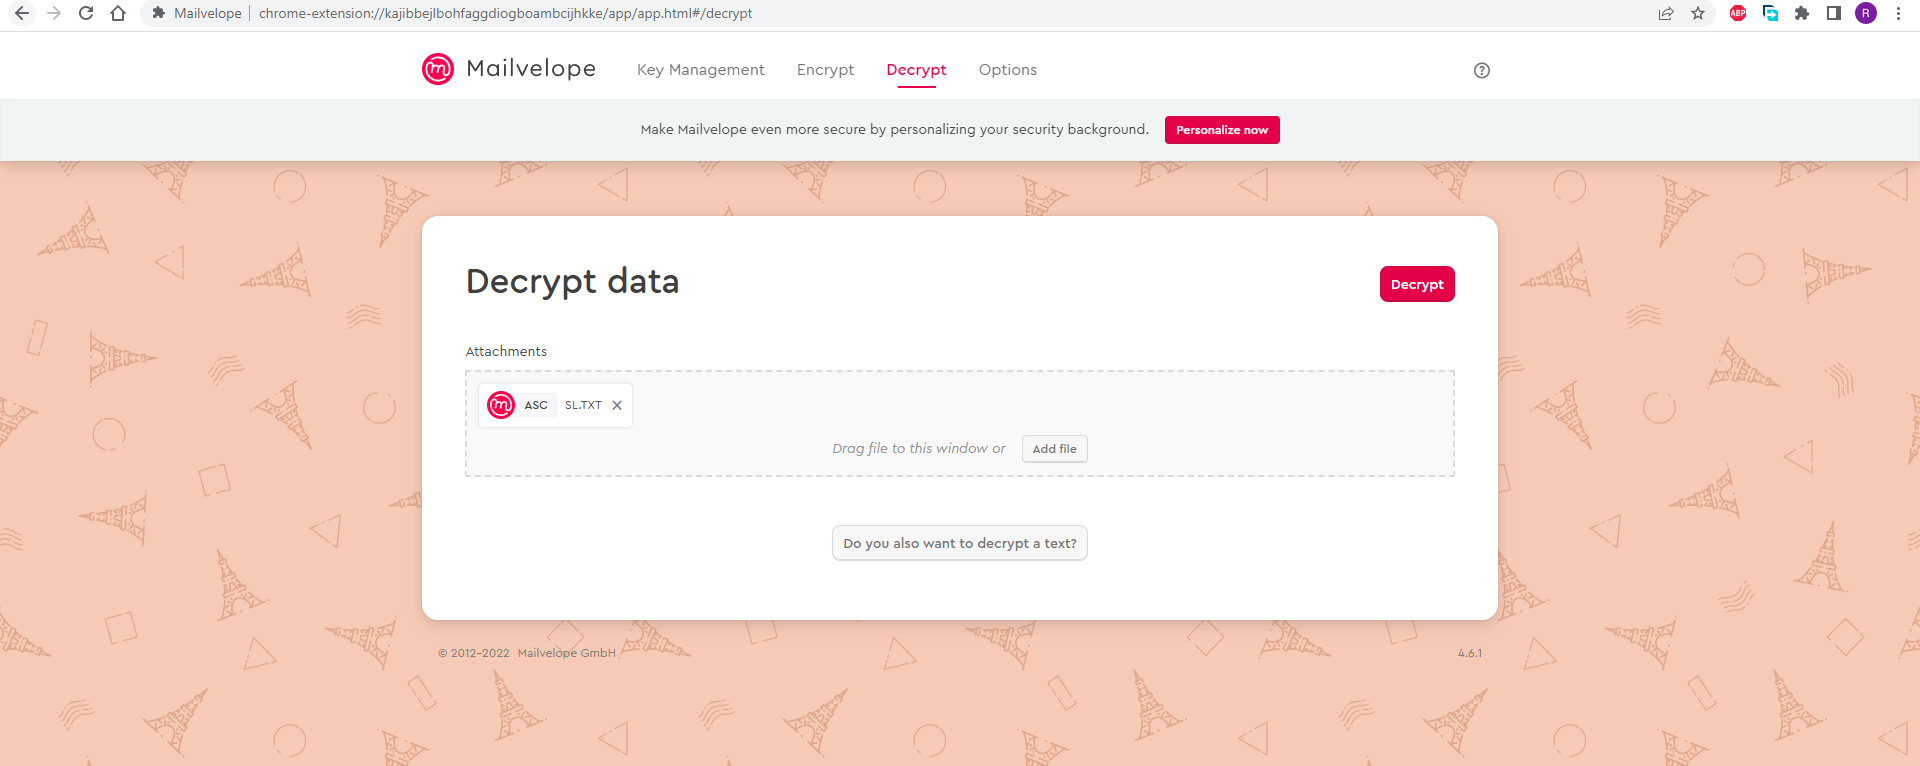 Mailvelope chrome-extension://kajibbejlbohfaggdiogboambcijhkke/app/app.html#/decrypt ABP R
Mailvelope Key Management Encrypt Decrypt Options ?
Make Mailvelope even more secure by personalizing your security background. Personalize now
Decrypt data Decrypt
Attachments
m ASC SL.TXT
Drag file to this window or Add file
Do you also want to decrypt a text?
© 2012-2022 Mailvelope GmbH 4.6.1